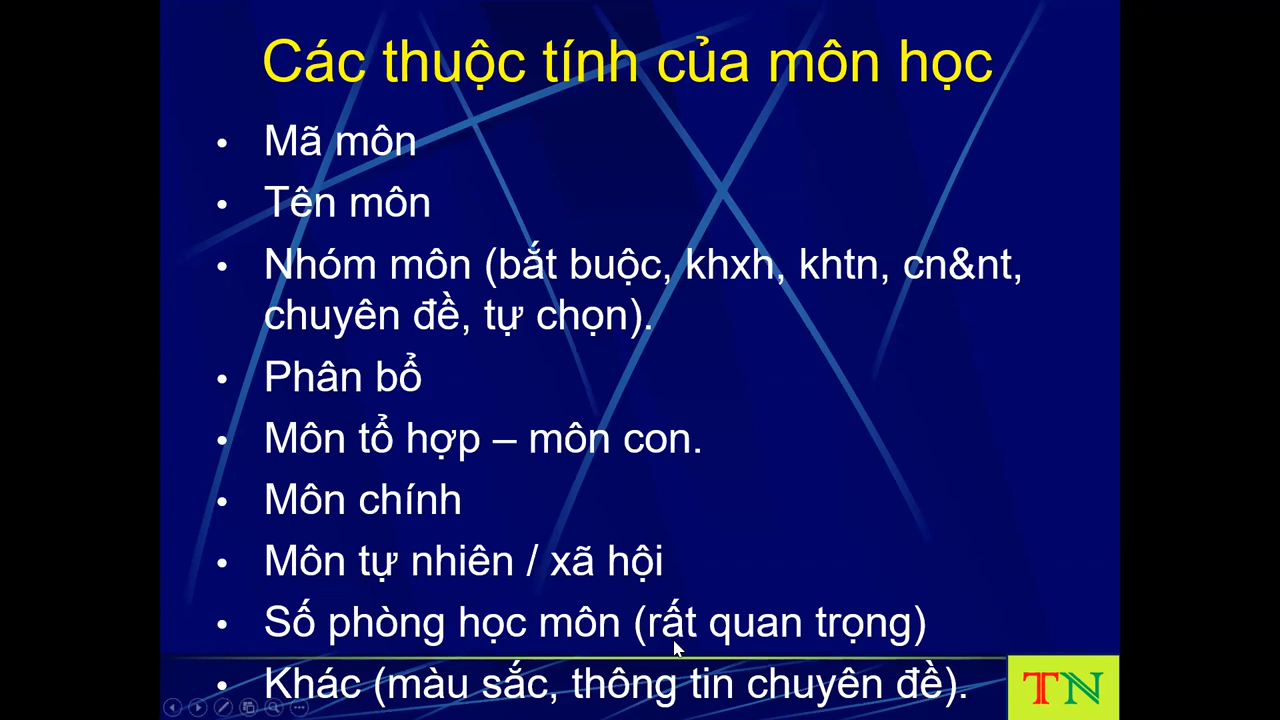 Các thuộc tính của môn học
• Mã môn
• Tên môn
• Nhóm môn (bắt buộc, khxh, khtn, cn&nt,
chuyên đề, tự chọn).
• Phân bổ
• Môn tổ hợp – môn con.
• Môn chính
• Môn tự nhiên / xã hội
• Số phòng học môn (rất quan trọng)
• Khác (màu sắc, thông tin chuyên đề).
TN